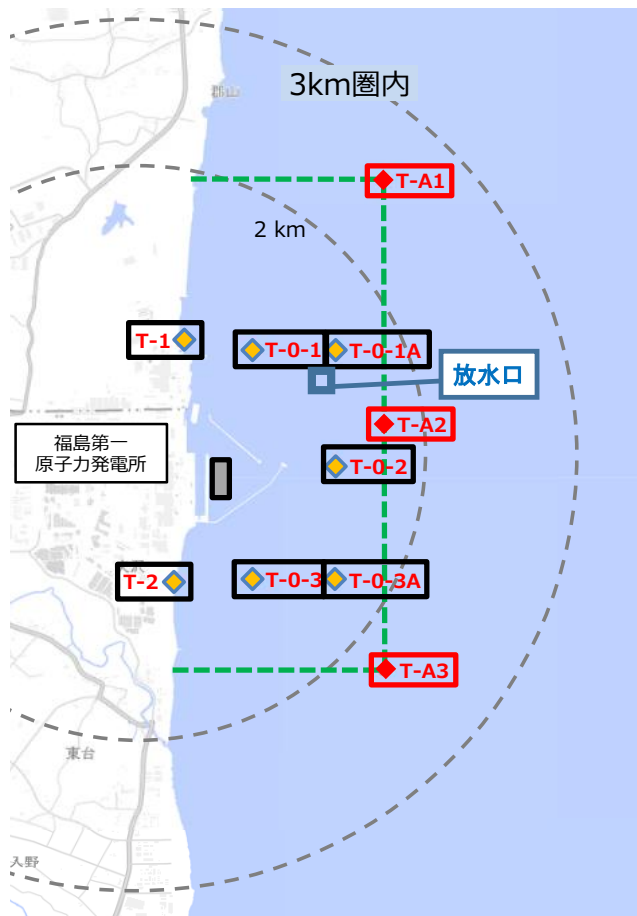 郡山
3km圏内
T-A1
2 km
T-1
T-0-1
T-0-1A
放水口
T-A2
福島第一
原子力発電所
T-0-2
T-2
T-0-3
T-0-3A
T-A3
東台
入野